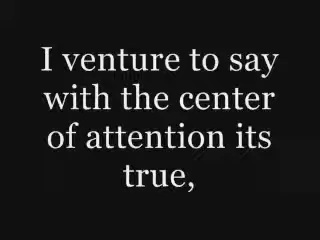 I venture to say
with the center
of attention its
true,